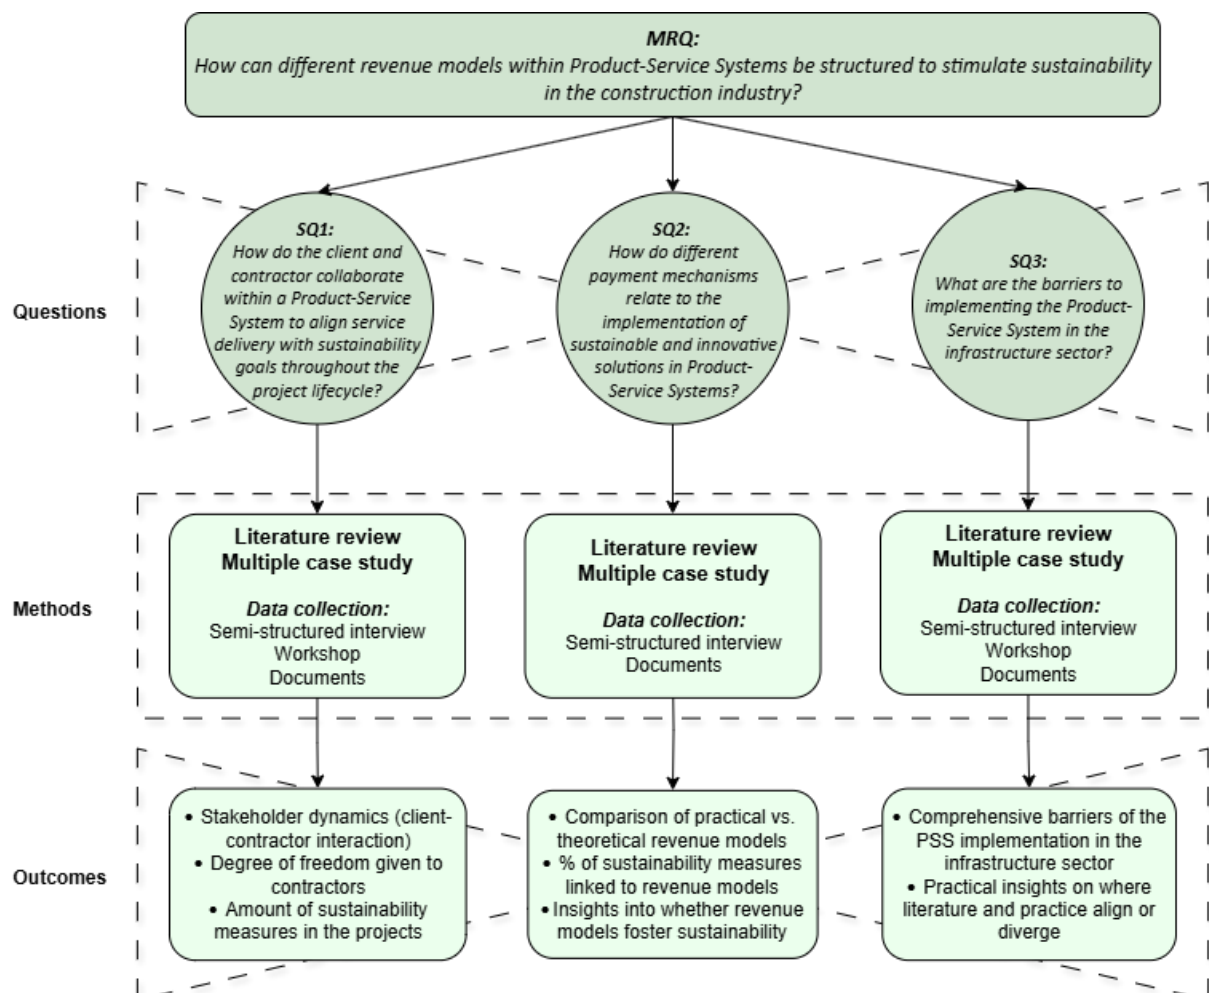 MRQ:
How can different revenue models within Product-Service Systems be structured to stimulate sustainability
in the construction industry?
Questions
SQ1:
How do the client and
contractor collaborate
within a Product-Service
System to align service
delivery with sustainability
goals throughout the
project lifecycle?
SQ2:
How do different
payment mechanisms
relate to the
implementation of
sustainable and innovative
solutions in Product-
Service Systems?
SQ3:
What are the barriers to
implementing the Product-
Service System in the
infrastructure sector?
Methods
Literature review
Multiple case study
Data collection:
Semi-structured interview
Workshop
Documents
Literature review
Multiple case study
Data collection:
Semi-structured interview
Documents
Literature review
Multiple case study
Data collection:
Semi-structured interview
Workshop
Documents
Outcomes
• Stakeholder dynamics (client-
contractor interaction)
• Degree of freedom given to
contractors
• Amount of sustainability
measures in the projects
• Comparison of practical vs.
theoretical revenue models
• % of sustainability measures
linked to revenue models
• Insights into whether revenue
models foster sustainability
• Comprehensive barriers of the
PSS implementation in the
infrastructure sector
• Practical insights on where
literature and practice align or
diverge